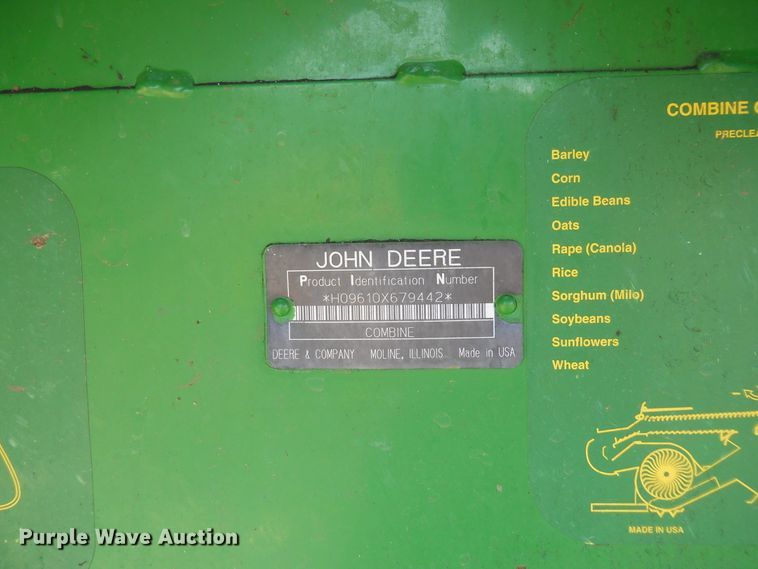 JOHN DEERE
Product Identification Number
*H09610X679442*
COMBINE
DEERE & COMPANY MOLINE, ILLINOIS Made in USA
COMBINE
Barley
Corn
Edible Beans
Oats
Rape (Canola)
Rice
Sorghum (Milo)
Soybeans
Sunflowers
Wheat
MADE IN USA
Purple Wave Auction